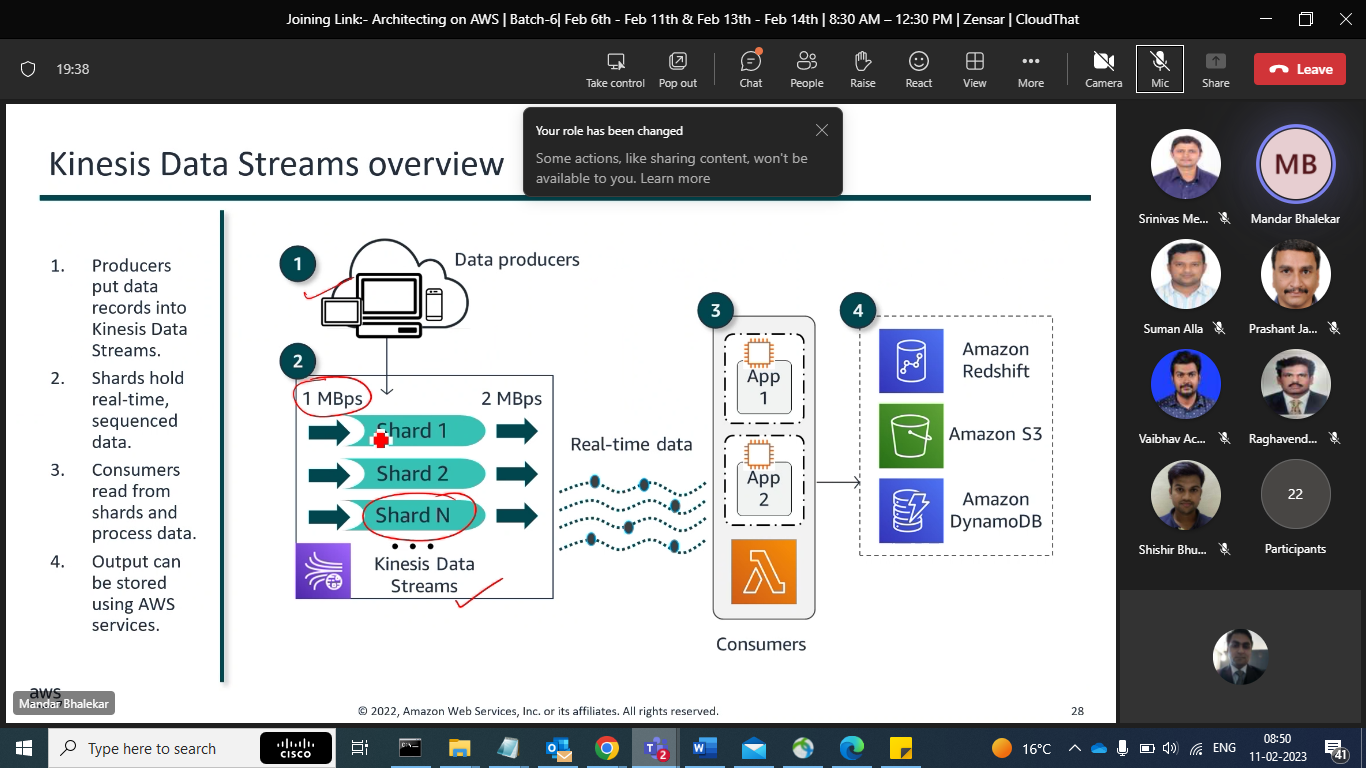 Joining Link:- Architecting on AWS | Batch-6| Feb 6th - Feb 11th & Feb 13th - Feb 14th | 8:30 AM – 12:30 PM | Zensar | CloudThat
19:38
Take control
Pop out
Chat
People
Raise
React
View
More
Camera
Mic
Share
Leave
Your role has been changed
Some actions, like sharing content, won't be
available to you. Learn more
Kinesis Data Streams overview
1. Producers
put data
records into
Kinesis Data
Streams.
2. Shards hold
real-time,
sequenced
data.
3. Consumers
read from
shards and
process data.
4. Output can
be stored
using AWS
services.
1
Data producers
2
1 MBps
2 MBps
Shard 1
Shard 2
Shard N
Kinesis Data
Streams
Real-time data
3
App
1
App
2
Consumers
4
Amazon
Redshift
Amazon S3
Amazon
DynamoDB
aws
Mandar Bhalekar
© 2022, Amazon Web Services, Inc. or its affiliates. All rights reserved.
28
Srinivas Me...
MB
Mandar Bhalekar
Suman Alla
Prashant Ja...
Vaibhav Ac...
Raghavend...
Shishir Bhu...
22
Participants
Type here to search
CISCO
2
16°C
ENG
08:50
11-02-2023
41